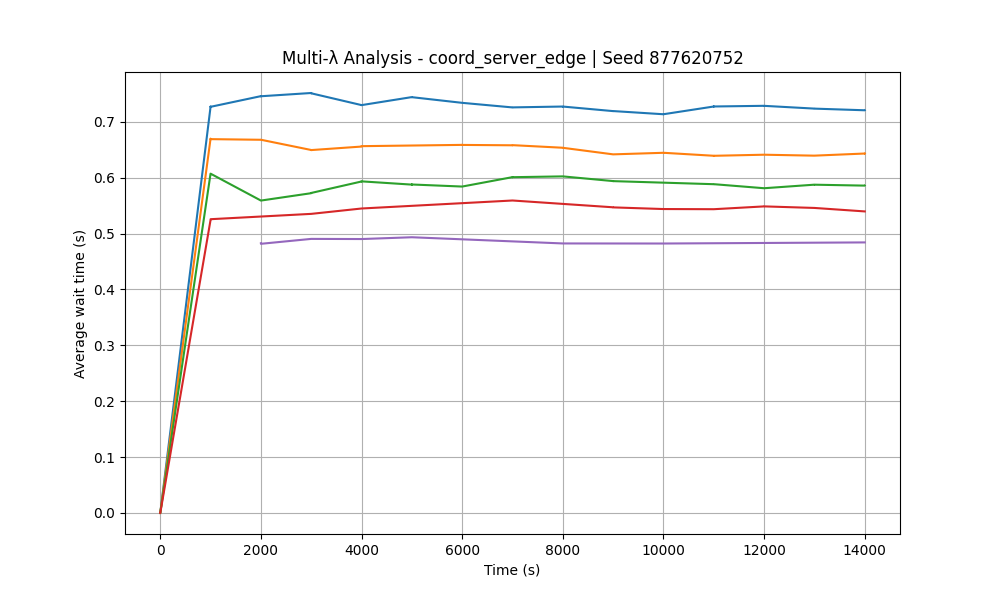 Multi-λ Analysis - coord_server_edge | Seed 877620752
Average wait time (s)
0.7
0.6
0.5
0.4
0.3
0.2
0.1
0.0
0 2000 4000 6000 8000 10000 12000 14000
Time (s)